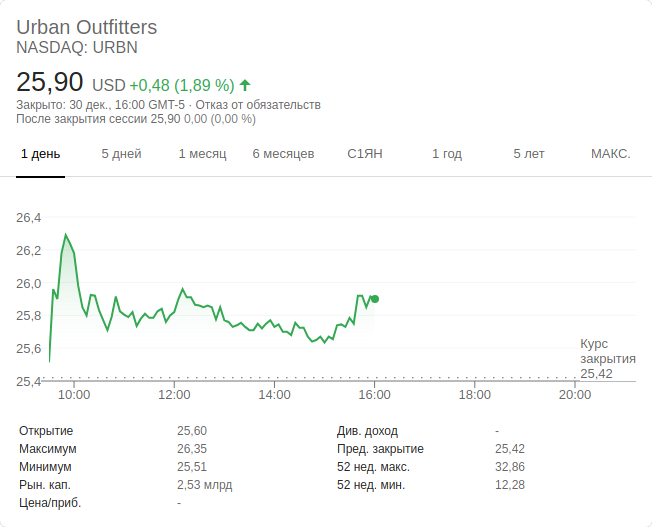 Urban Outfitters
NASDAQ: URBN
25,90 USD +0,48 (1,89 %)
Закрыто: 30 дек., 16:00 GMT-5 · Отказ от обязательств
После закрытия сессии 25,90 0,00 (0,00 %)
1 день 5 дней 1 месяц 6 месяцев С1ЯН 1 год 5 лет МАКС.
26,4
26,2
26,0
25,8
25,6
25,4
Курс
закрытия
25,42
10:00 12:00 14:00 16:00 18:00 20:00
Открытие 25,60 Див. доход -
Максимум 26,35 Пред. закрытие 25,42
Минимум 25,51 52 нед. макс. 32,86
Рын. кап. 2,53 млрд 52 нед. мин. 12,28
Цена/приб. -